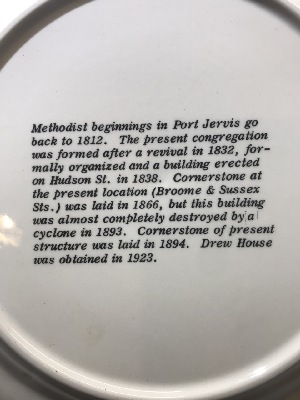 Methodist beginnings in Port Jervis go
back to 1812. The present congregation
was formed after a revival in 1832, for-
mally organized and a building erected
on Hudson St. in 1838. Cornerstone at
the present location (Broome & Sussex
Sts.) was laid in 1866, but this building
was almost completely destroyed by a
cyclone in 1893. Cornerstone of present
structure was laid in 1894. Drew House
was obtained in 1923.